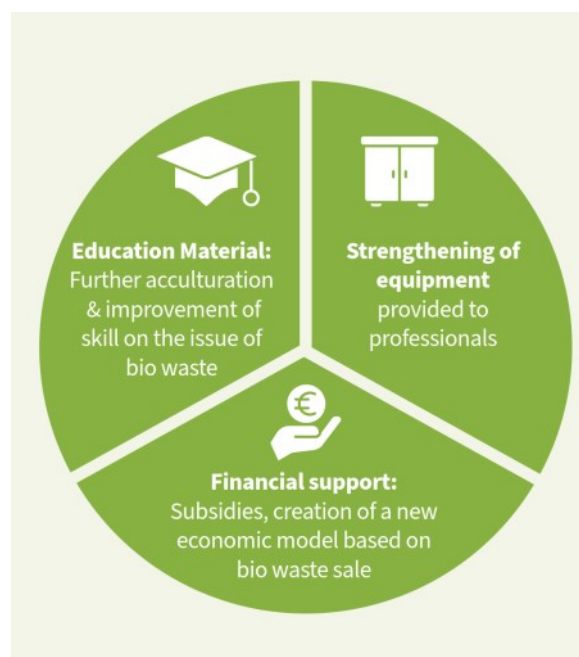 Education Material:
Further acculturation
& improvement of
skill on the issue of
bio waste
Strengthening of
equipment
provided to
professionals
€
Financial support:
Subsidies, creation of a new
economic model based on
bio waste sale